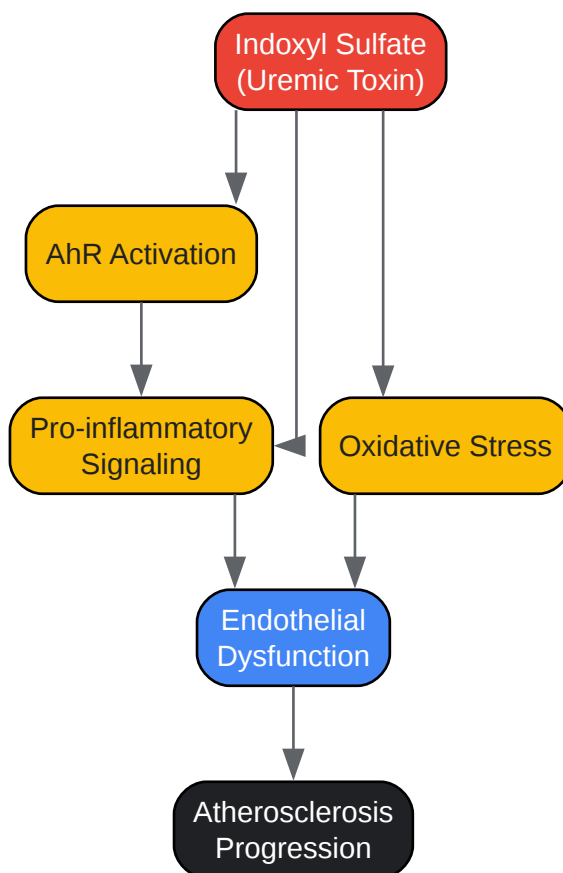 Indoxyl Sulfate
(Uremic Toxin)
AhR Activation
Pro-inflammatory
Signaling
Oxidative Stress
Endothelial
Dysfunction
Atherosclerosis
Progression